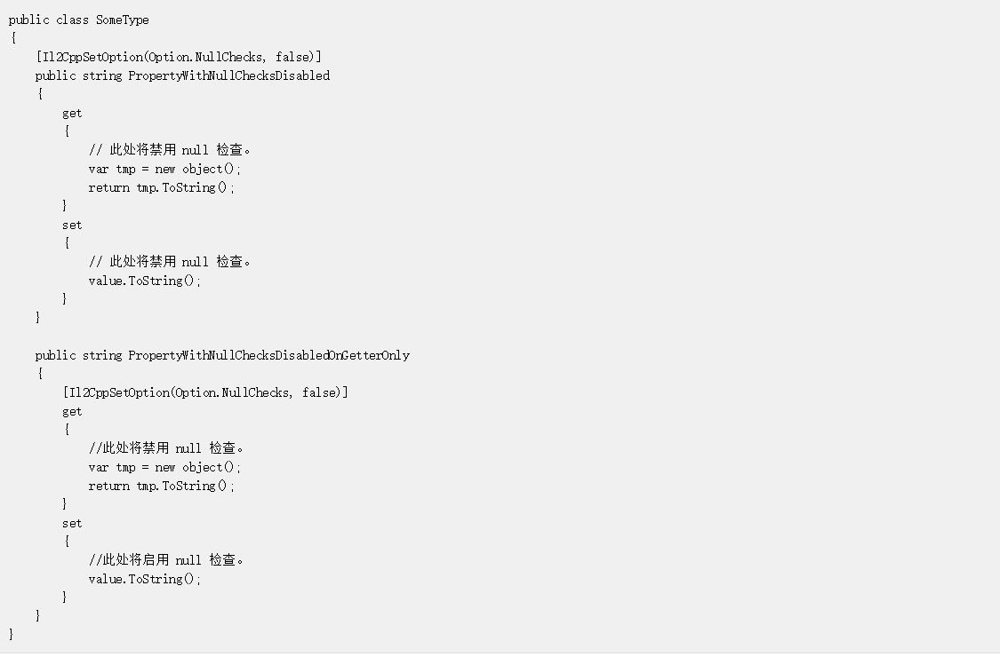 public class SomeType
{
    [Il2CppSetOption(Option.NullChecks, false)]
    public string PropertyWithNullChecksDisabled
    {
        get
        {
            // 此处将禁用 null 检查。
            var tmp = new object();
            return tmp.ToString();
        }
        set
        {
            // 此处将禁用 null 检查。
            value.ToString();
        }
    }

    public string PropertyWithNullChecksDisabledOnGetterOnly
    {
        [Il2CppSetOption(Option.NullChecks, false)]
        get
        {
            //此处将禁用 null 检查。
            var tmp = new object();
            return tmp.ToString();
        }
        set
        {
            //此处将启用 null 检查。
            value.ToString();
        }
    }
}